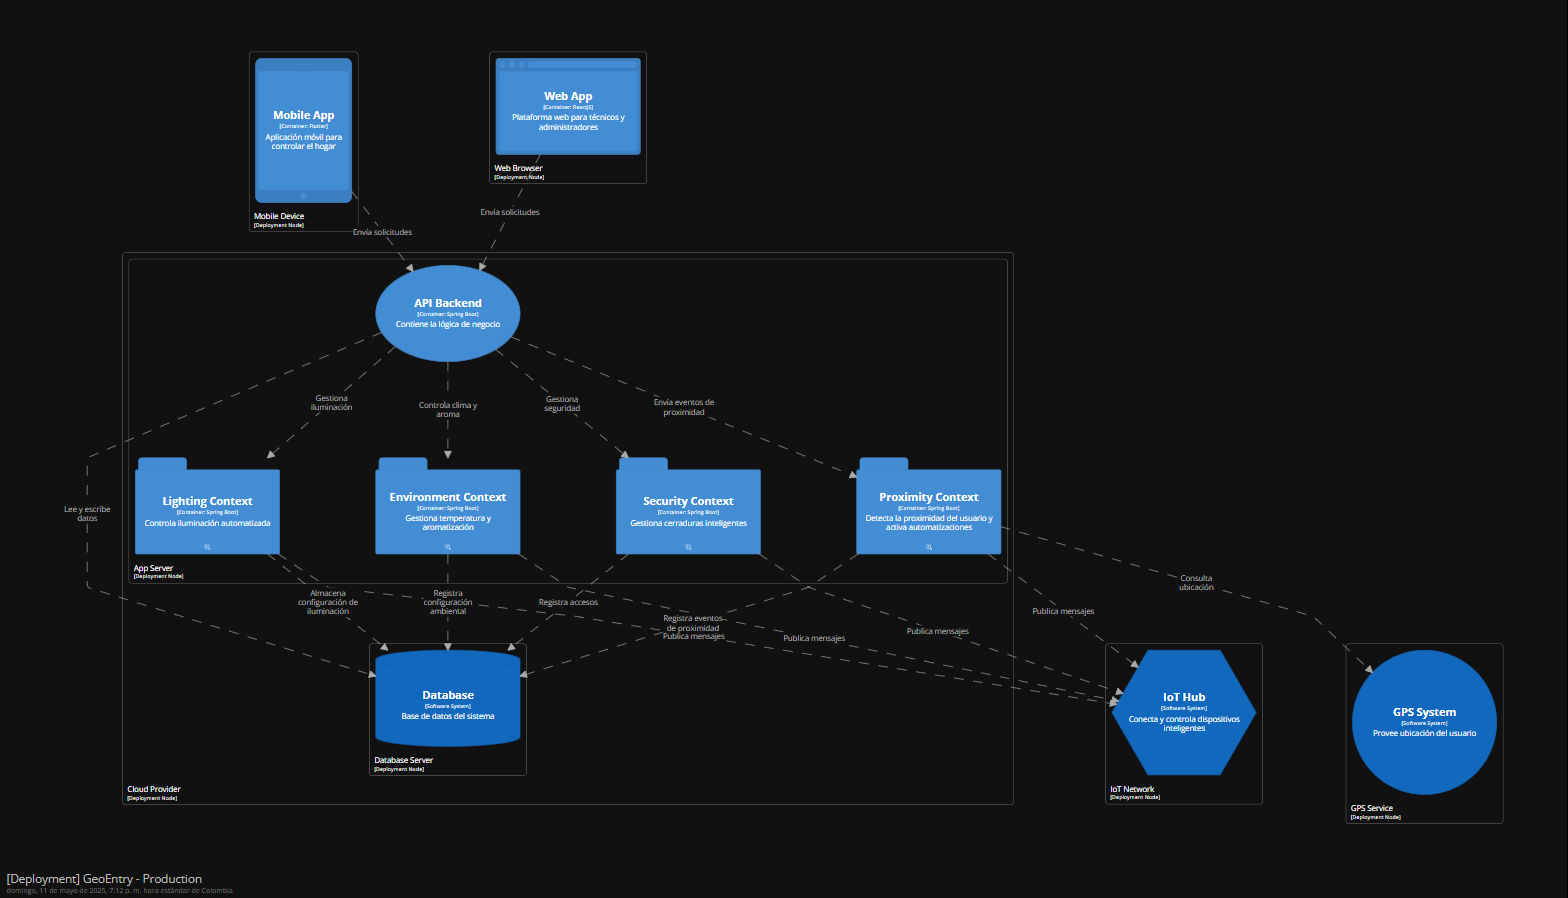 Mobile App
[Container: Flutter]
Aplicación móvil para
controlar el hogar
Mobile Device
[Deployment Node]
Web App
[Container: ReactJS]
Plataforma web para técnicos y
administradores
Web Browser
[Deployment Node]
Envía solicitudes
Envía solicitudes
API Backend
[Container: Spring Boot]
Contiene la lógica de negocio
Gestiona
iluminación
Controla clima y
aroma
Gestiona
seguridad
Envía eventos de
proximidad
Lee y escribe
datos
Lighting Context
[Container: Spring Boot]
Controla iluminación automatizada
Environment Context
[Container: Spring Boot]
Gestiona temperatura y
aromatización
Security Context
[Container: Spring Boot]
Gestiona cerraduras inteligentes
Proximity Context
[Container: Spring Boot]
Detecta la proximidad del usuario y
activa automatizaciones
App Server
[Deployment Node]
Almacena
configuración de
iluminación
Registra
configuración
ambiental
Registra accesos
Registra eventos
de proximidad
Publica mensajes
Publica mensajes
Publica mensajes
Publica mensajes
Consulta
ubicación
Database
[Software System]
Base de datos del sistema
Database Server
[Deployment Node]
Cloud Provider
[Deployment Node]
IoT Hub
[Software System]
Conecta y controla dispositivos
inteligentes
IoT Network
[Deployment Node]
GPS System
[Software System]
Provee ubicación del usuario
GPS Service
[Deployment Node]
[Deployment] GeoEntry - Production
domingo, 11 de mayo de 2025, 7:12 p. m. hora estándar de Colombia